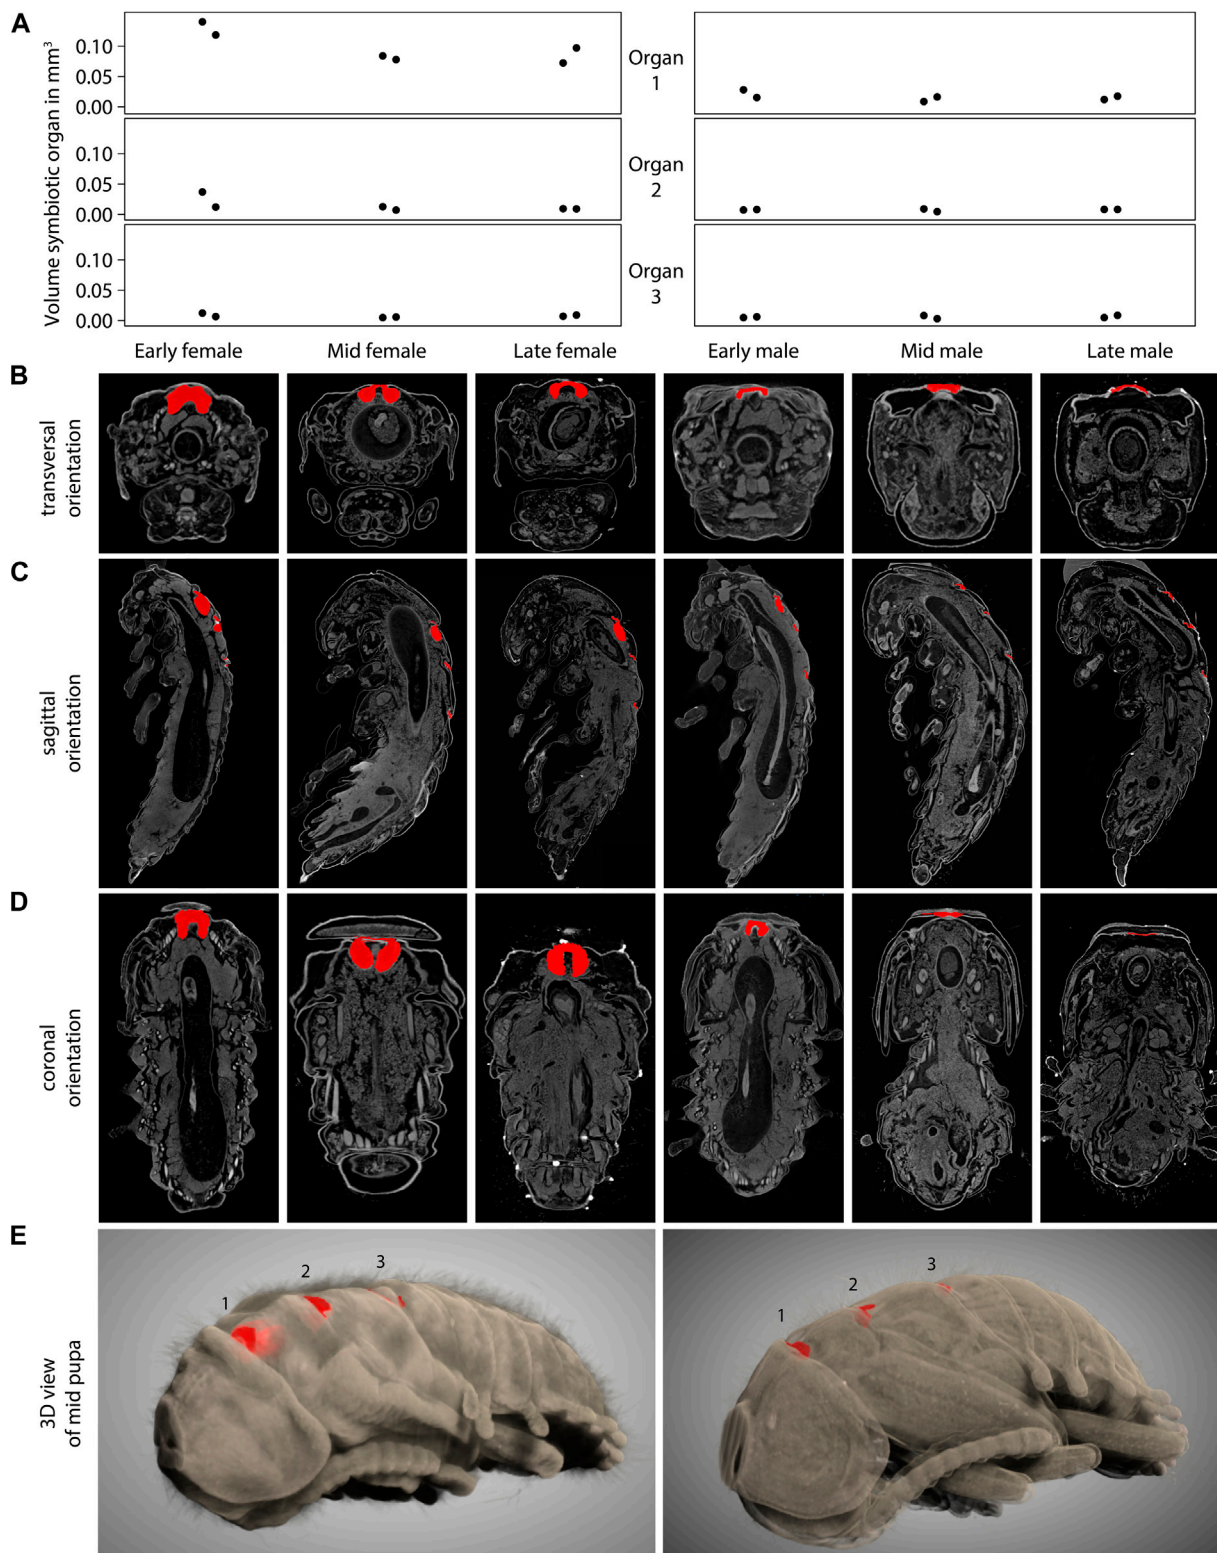 A
Volume symbiotic organ in mm³
0.10
0.05
0.00
Organ
1
0.10
0.05
0.00
Organ
2
0.10
0.05
0.00
Organ
3
Early female
Mid female
Late female
Early male
Mid male
Late male
B
transversal
orientation
C
sagittal
orientation
D
coronal
orientation
E
3D view
of mid pupa
1
2
3
1
2
3